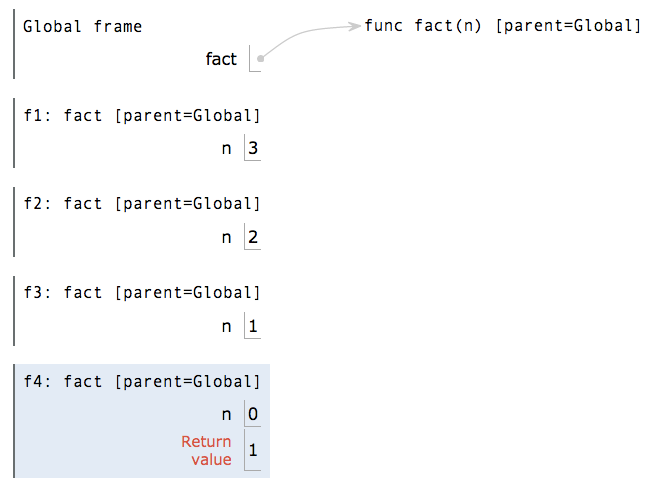 Global frame
func fact(n) [parent=Global]
fact
f1: fact [parent=Global]
n 3
f2: fact [parent=Global]
n 2
f3: fact [parent=Global]
n 1
f4: fact [parent=Global]
n 0
Return
value 1